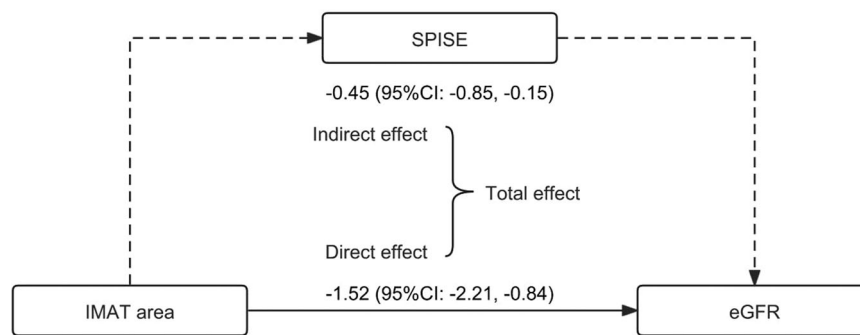 SPISE
-0.45 (95%CI: -0.85, -0.15)
Indirect effect
Total effect
Direct effect
-1.52 (95%CI: -2.21, -0.84)
IMAT area
eGFR